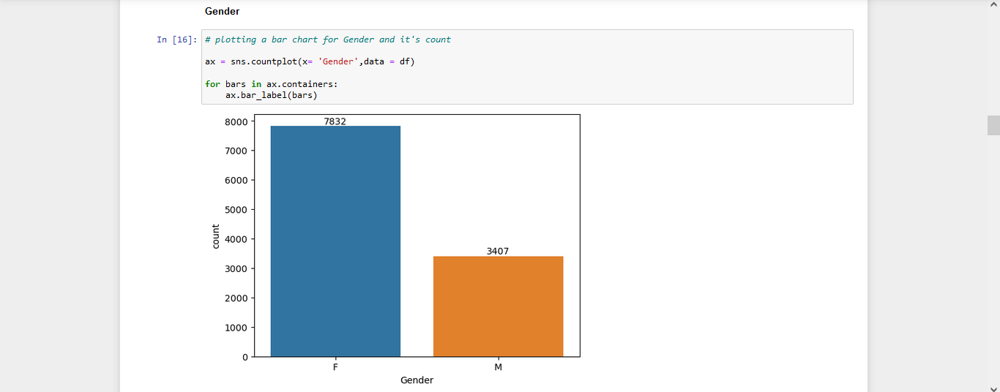 Gender
In [16]:
# plotting a bar chart for Gender and it's count
ax = sns.countplot(x= 'Gender',data = df)
for bars in ax.containers:
    ax.bar_label(bars)
8000
7000
6000
5000
4000
3000
2000
1000
0
count
7832
3407
F M
Gender